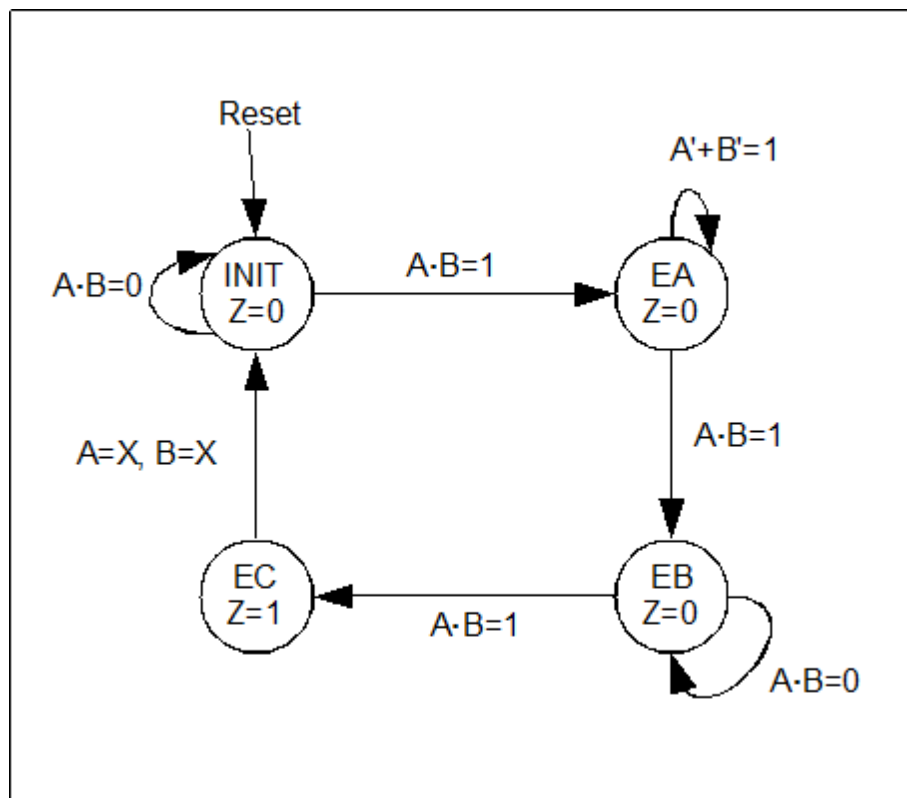 Reset
A'+B'=1
A·B=0
INIT
Z=0
A·B=1
EA
Z=0
A=X, B=X
A·B=1
EC
Z=1
A·B=1
EB
Z=0
A·B=0